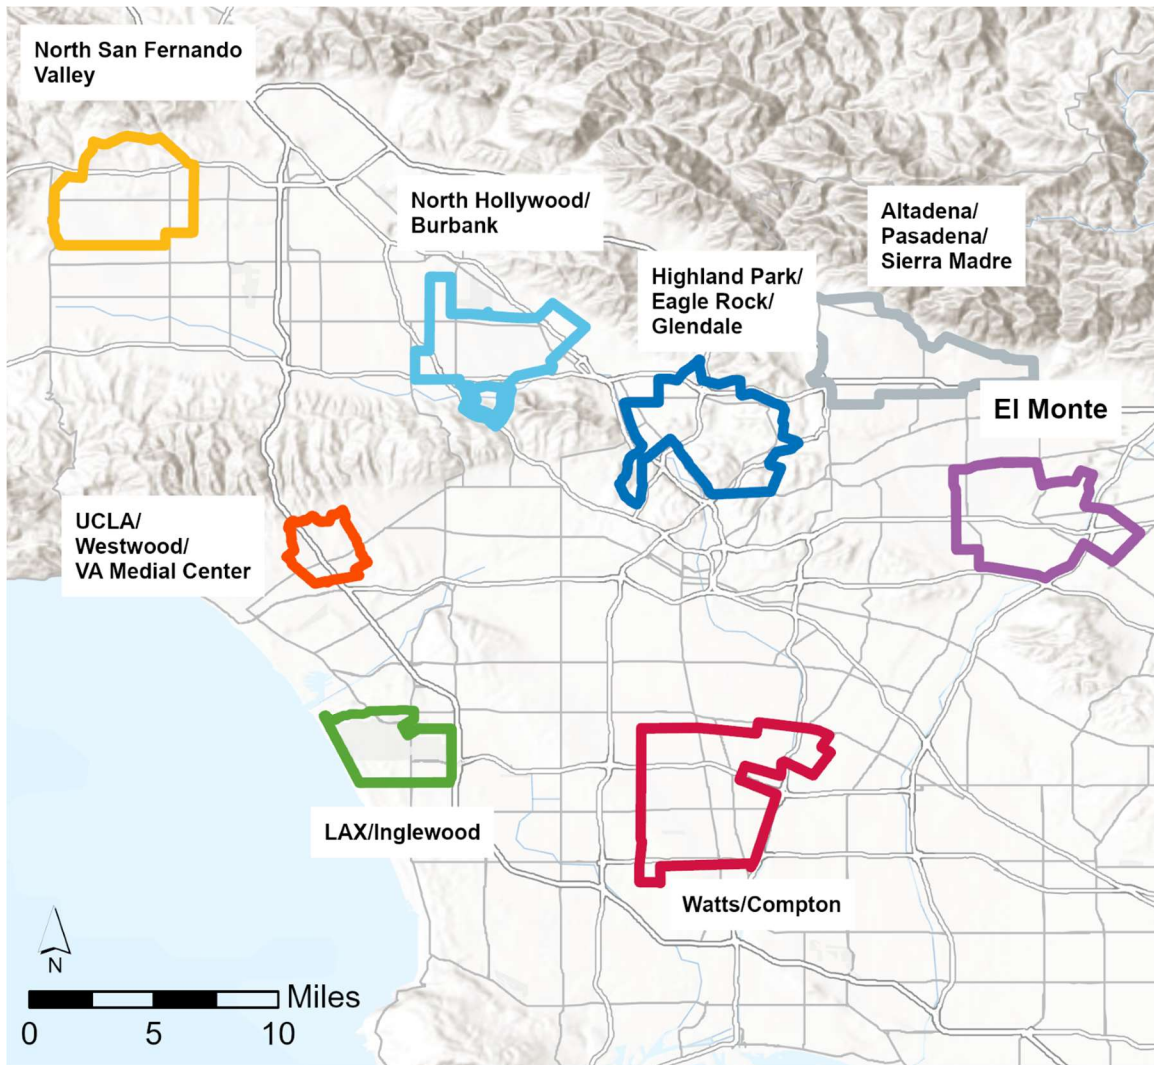 North San Fernando
Valley
North Hollywood/
Burbank
Altadena/
Pasadena/
Sierra Madre
Highland Park/
Eagle Rock/
Glendale
El Monte
UCLA/
Westwood/
VA Medial Center
LAX/Inglewood
Watts/Compton
N
Miles
0 5 10